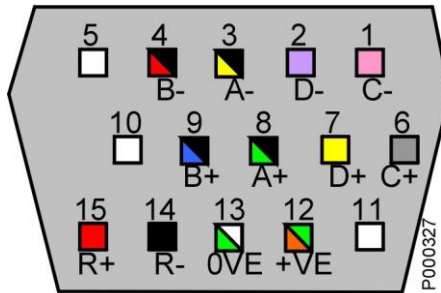 5 4 3 2 1
B- A- D- C-
10 9 8 7 6
B+ A+ D+ C+
15 14 13 12 11
R+ R- 0VE +VE
P000327